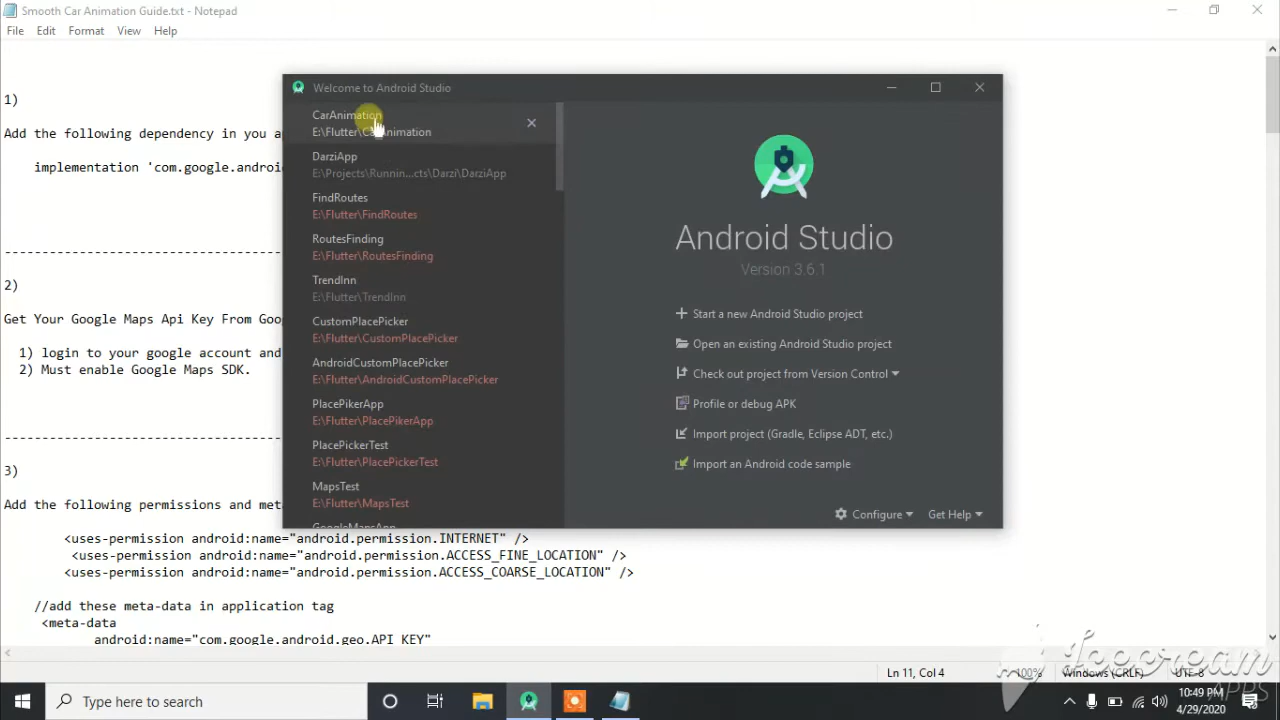 Smooth Car Animation Guide.txt - Notepad
File Edit Format View Help
1)
Add the following dependency in you a
implementation 'com.google.android
2)
Get Your Google Maps Api Key From Goo
1) login to your google account and
2) Must enable Google Maps SDK.
3)
Add the following permissions and met
<uses-permission android:name="android.permission.INTERNET" />
<uses-permission android:name="android.permission.ACCESS_FINE_LOCATION" />
<uses-permission android:name="android.permission.ACCESS_COARSE_LOCATION" />
//add these meta-data in application tag
<meta-data
android:name="com.google.android.geo.API_KEY"
Welcome to Android Studio
CarAnimation
E:\Flutter\CarAnimation
DarziApp
E:\Projects\Runnin...cts\Darzi\DarziApp
FindRoutes
E:\Flutter\FindRoutes
RoutesFinding
E:\Flutter\RoutesFinding
TrendInn
E:\Flutter\TrendInn
CustomPlacePicker
E:\Flutter\CustomPlacePicker
AndroidCustomPlacePicker
E:\Flutter\AndroidCustomPlacePicker
PlacePikerApp
E:\Flutter\PlacePikerApp
PlacePickerTest
E:\Flutter\PlacePickerTest
MapsTest
E:\Flutter\MapsTest
GoogleMapsApp
Android Studio
Version 3.6.1
Start a new Android Studio project
Open an existing Android Studio project
Check out project from Version Control
Profile or debug APK
Import project (Gradle, Eclipse ADT, etc.)
Import an Android code sample
Configure Get Help
Ln 11, Col 4 100% Windows (CRLF) UTF-8
Icecream
APPS
Type here to search
10:49 PM
4/29/2020